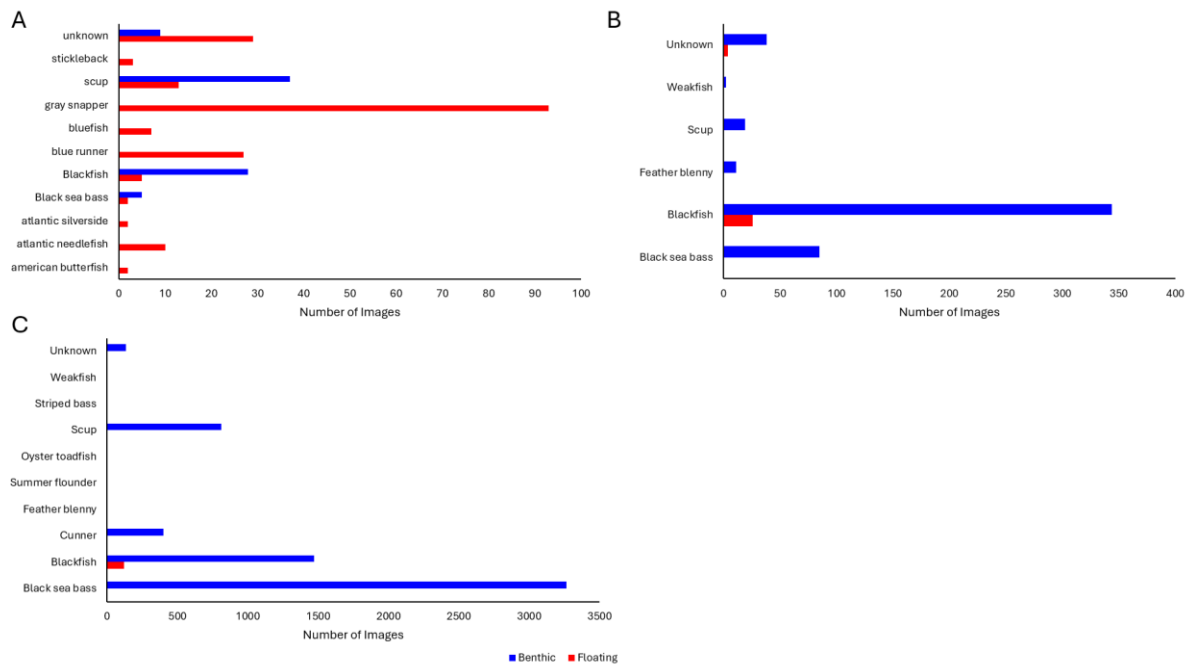 A
unknown
stickleback
scup
gray snapper
bluefish
blue runner
Blackfish
Black sea bass
atlantic silverside
atlantic needlefish
american butterfish
0 10 20 30 40 50 60 70 80 90 100
Number of Images
B
Unknown
Weakfish
Scup
Feather blenny
Blackfish
Black sea bass
0 50 100 150 200 250 300 350 400
Number of Images
C
Unknown
Weakfish
Striped bass
Scup
Oyster toadfish
Summer flounder
Feather blenny
Cunner
Blackfish
Black sea bass
0 500 1000 1500 2000 2500 3000 3500
Number of Images
Benthic Floating